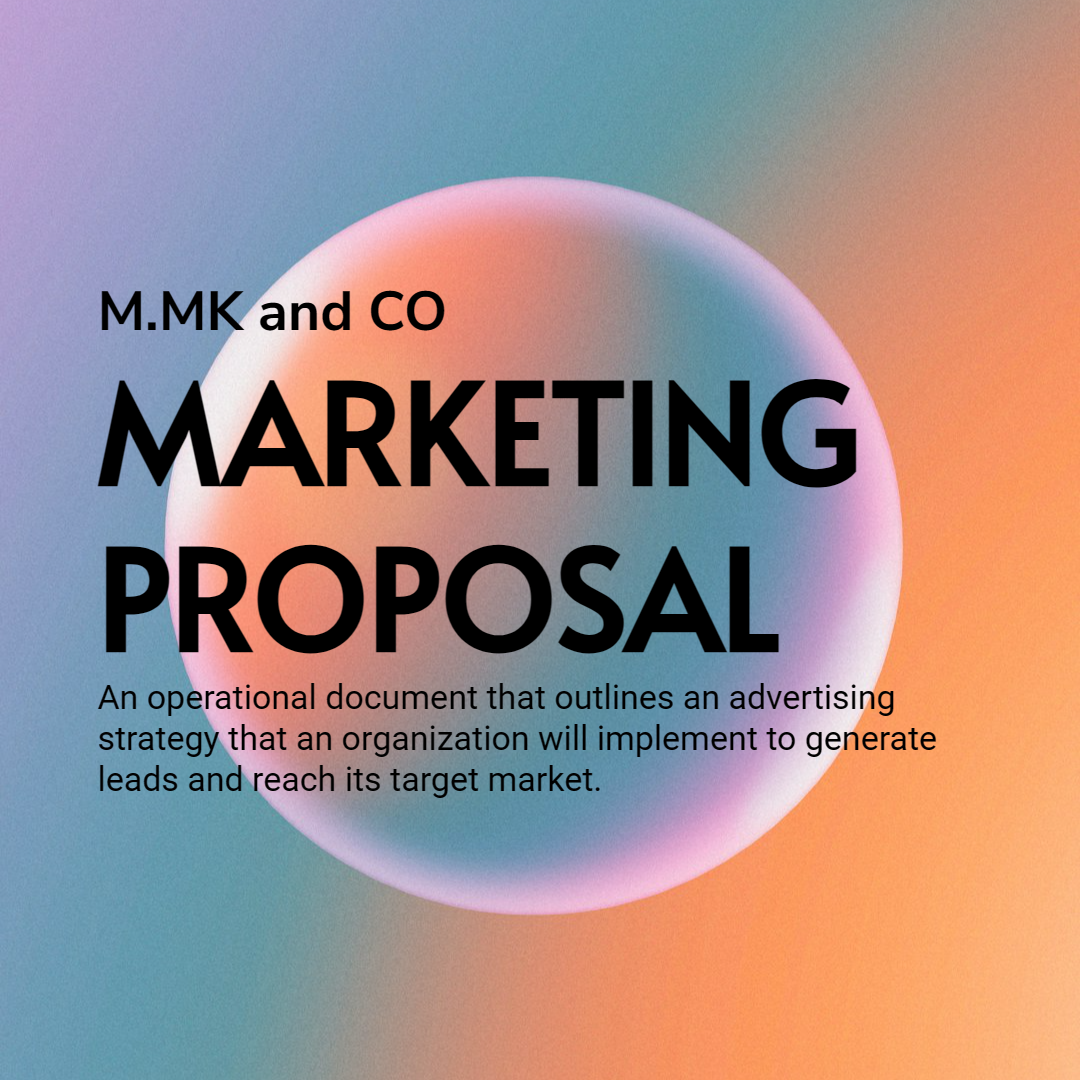 M.MK and CO
MARKETING
PROPOSAL
An operational document that outlines an advertising
strategy that an organization will implement to generate
leads and reach its target market.